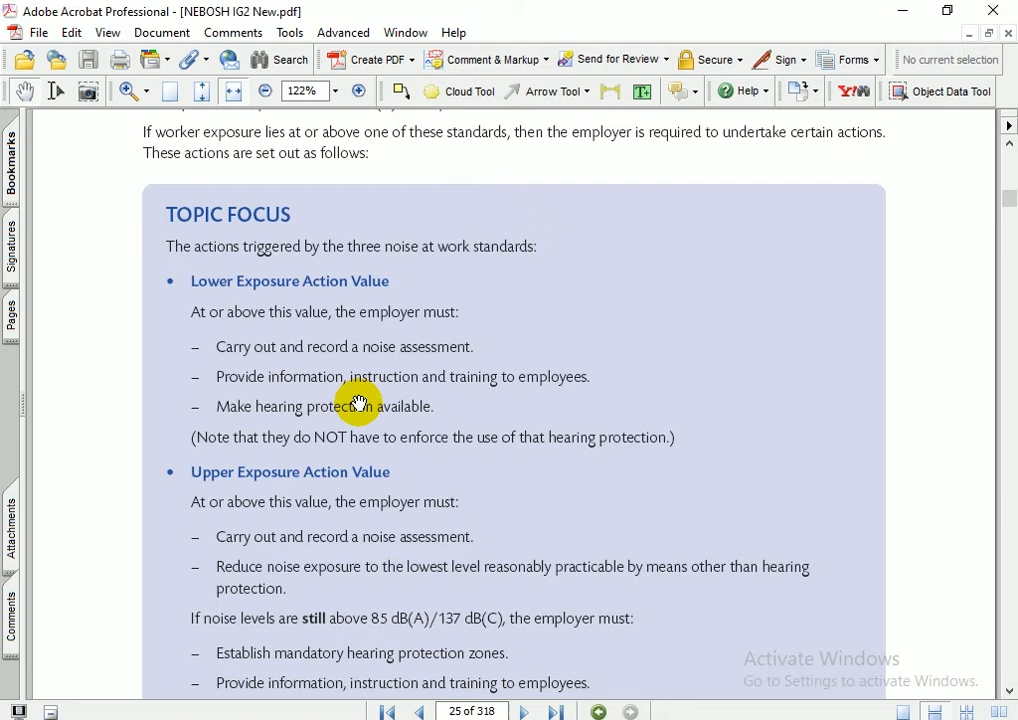 Adobe Acrobat Professional - [NEBOSH IG2 New.pdf]
File Edit View Document Comments Tools Advanced Window Help
Search Create PDF Comment & Markup Send for Review Secure Sign Forms No current selection
122% Cloud Tool Arrow Tool Help Y! Object Data Tool
Bookmarks
Signatures
Pages
Attachments
Comments
If worker exposure lies at or above one of these standards, then the employer is required to undertake certain actions.
These actions are set out as follows:
TOPIC FOCUS
The actions triggered by the three noise at work standards:
• Lower Exposure Action Value
At or above this value, the employer must:
– Carry out and record a noise assessment.
– Provide information, instruction and training to employees.
– Make hearing protection available.
(Note that they do NOT have to enforce the use of that hearing protection.)
• Upper Exposure Action Value
At or above this value, the employer must:
– Carry out and record a noise assessment.
– Reduce noise exposure to the lowest level reasonably practicable by means other than hearing
protection.
If noise levels are still above 85 dB(A)/137 dB(C), the employer must:
– Establish mandatory hearing protection zones.
– Provide information, instruction and training to employees.
Activate Windows
Go to Settings to activate Windows.
25 of 318